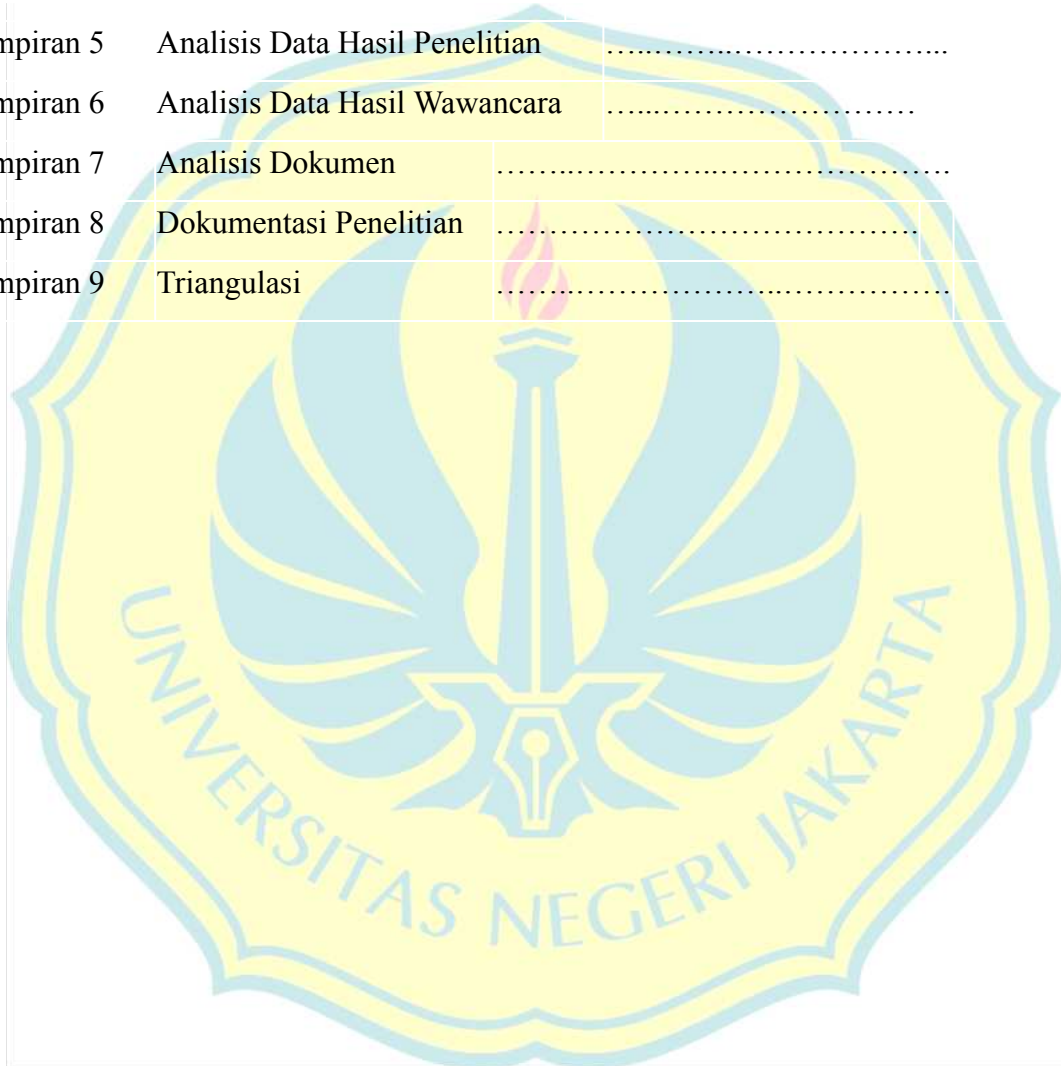 mpiran 5 Analisis Data Hasil Penelitian …..……..………………...
mpiran 6 Analisis Data Hasil Wawancara …...……………………
mpiran 7 Analisis Dokumen ……..…………..………………….
mpiran 8 Dokumentasi Penelitian ………………………………….
mpiran 9 Triangulasi …….………………...…………….
UNIVERSITAS NEGERI JAKARTA